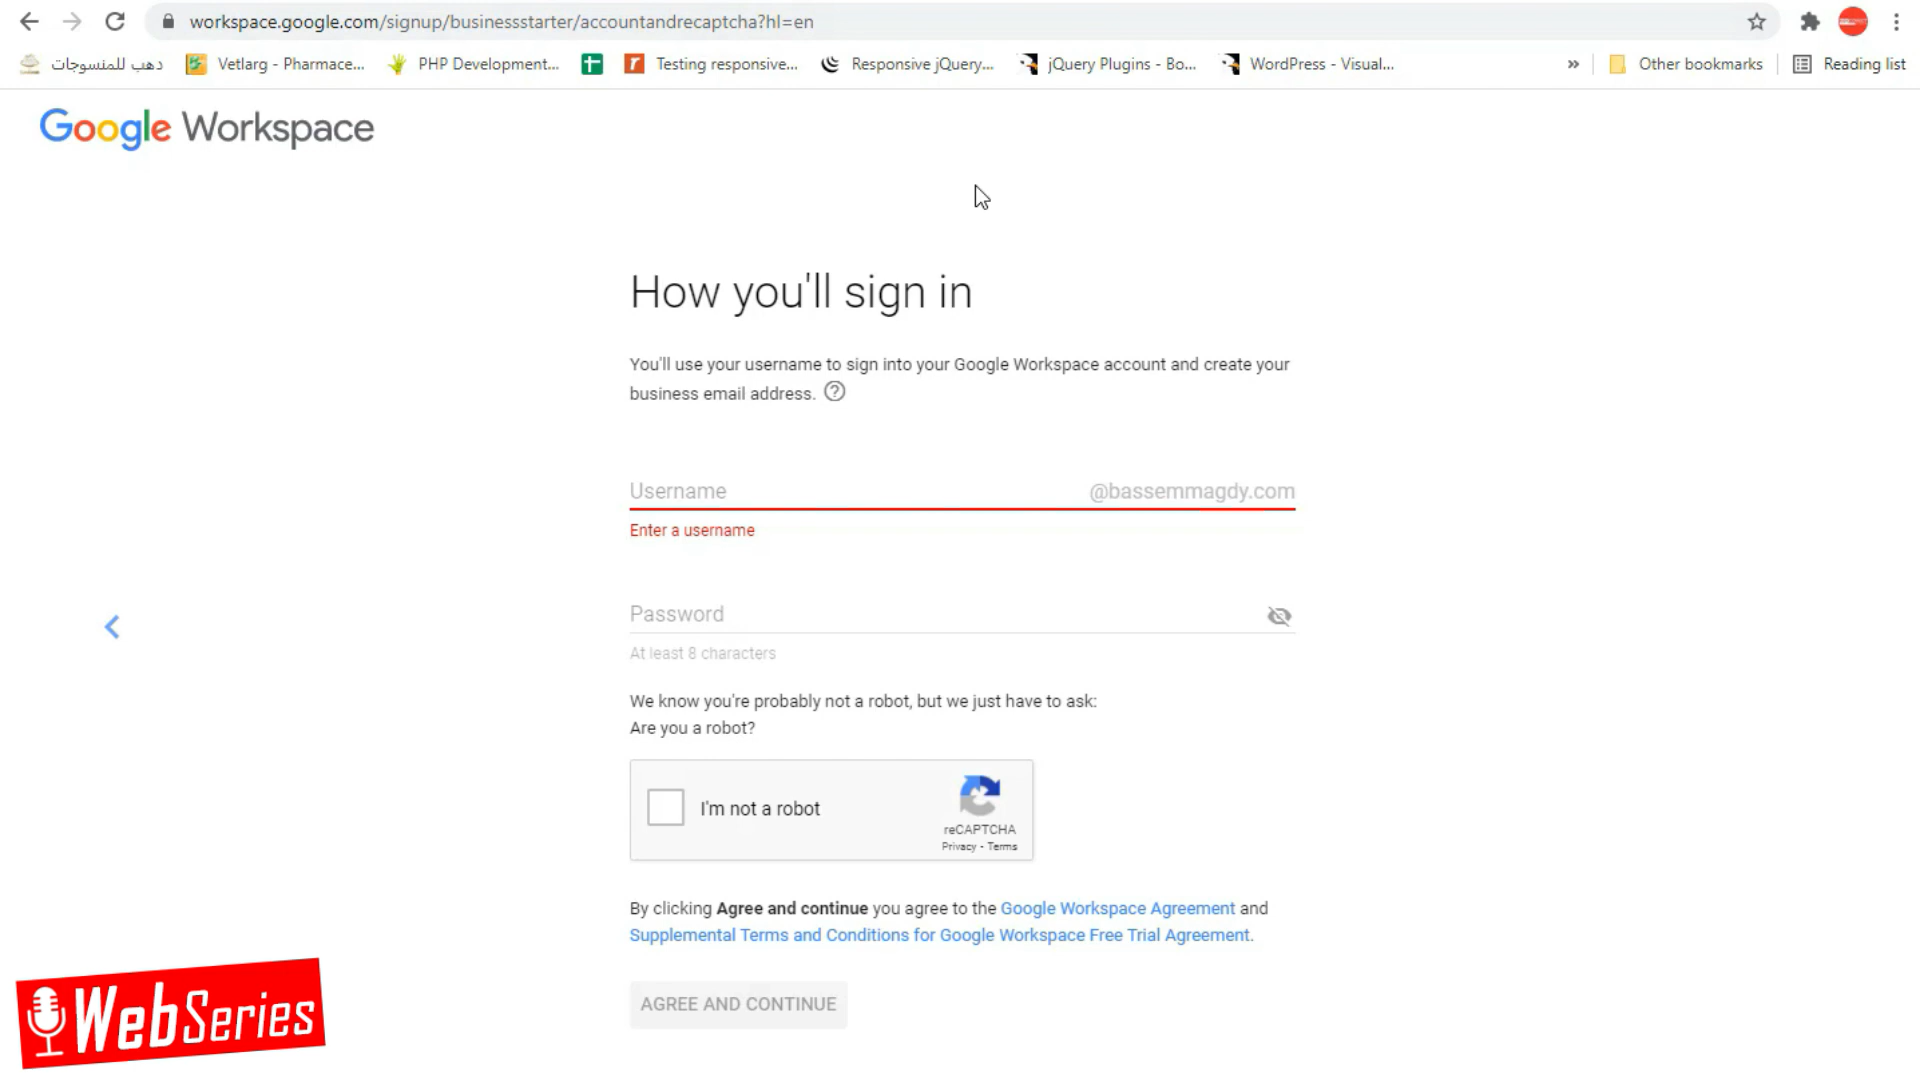 workspace.google.com/signup/businessstarter/accountandrecaptcha?hl=en
دهب للمنسوجات
Vetlarg - Pharmace...
PHP Development...
Testing responsive...
Responsive jQuery...
jQuery Plugins - Bo...
WordPress - Visual...
»
Other bookmarks
Reading list
Google Workspace
How you'll sign in
You'll use your username to sign into your Google Workspace account and create your
business email address.
Username
@bassemmagdy.com
Enter a username
Password
At least 8 characters
We know you're probably not a robot, but we just have to ask:
Are you a robot?
I'm not a robot
reCAPTCHA
Privacy - Terms
By clicking Agree and continue you agree to the Google Workspace Agreement and
Supplemental Terms and Conditions for Google Workspace Free Trial Agreement.
AGREE AND CONTINUE
WebSeries